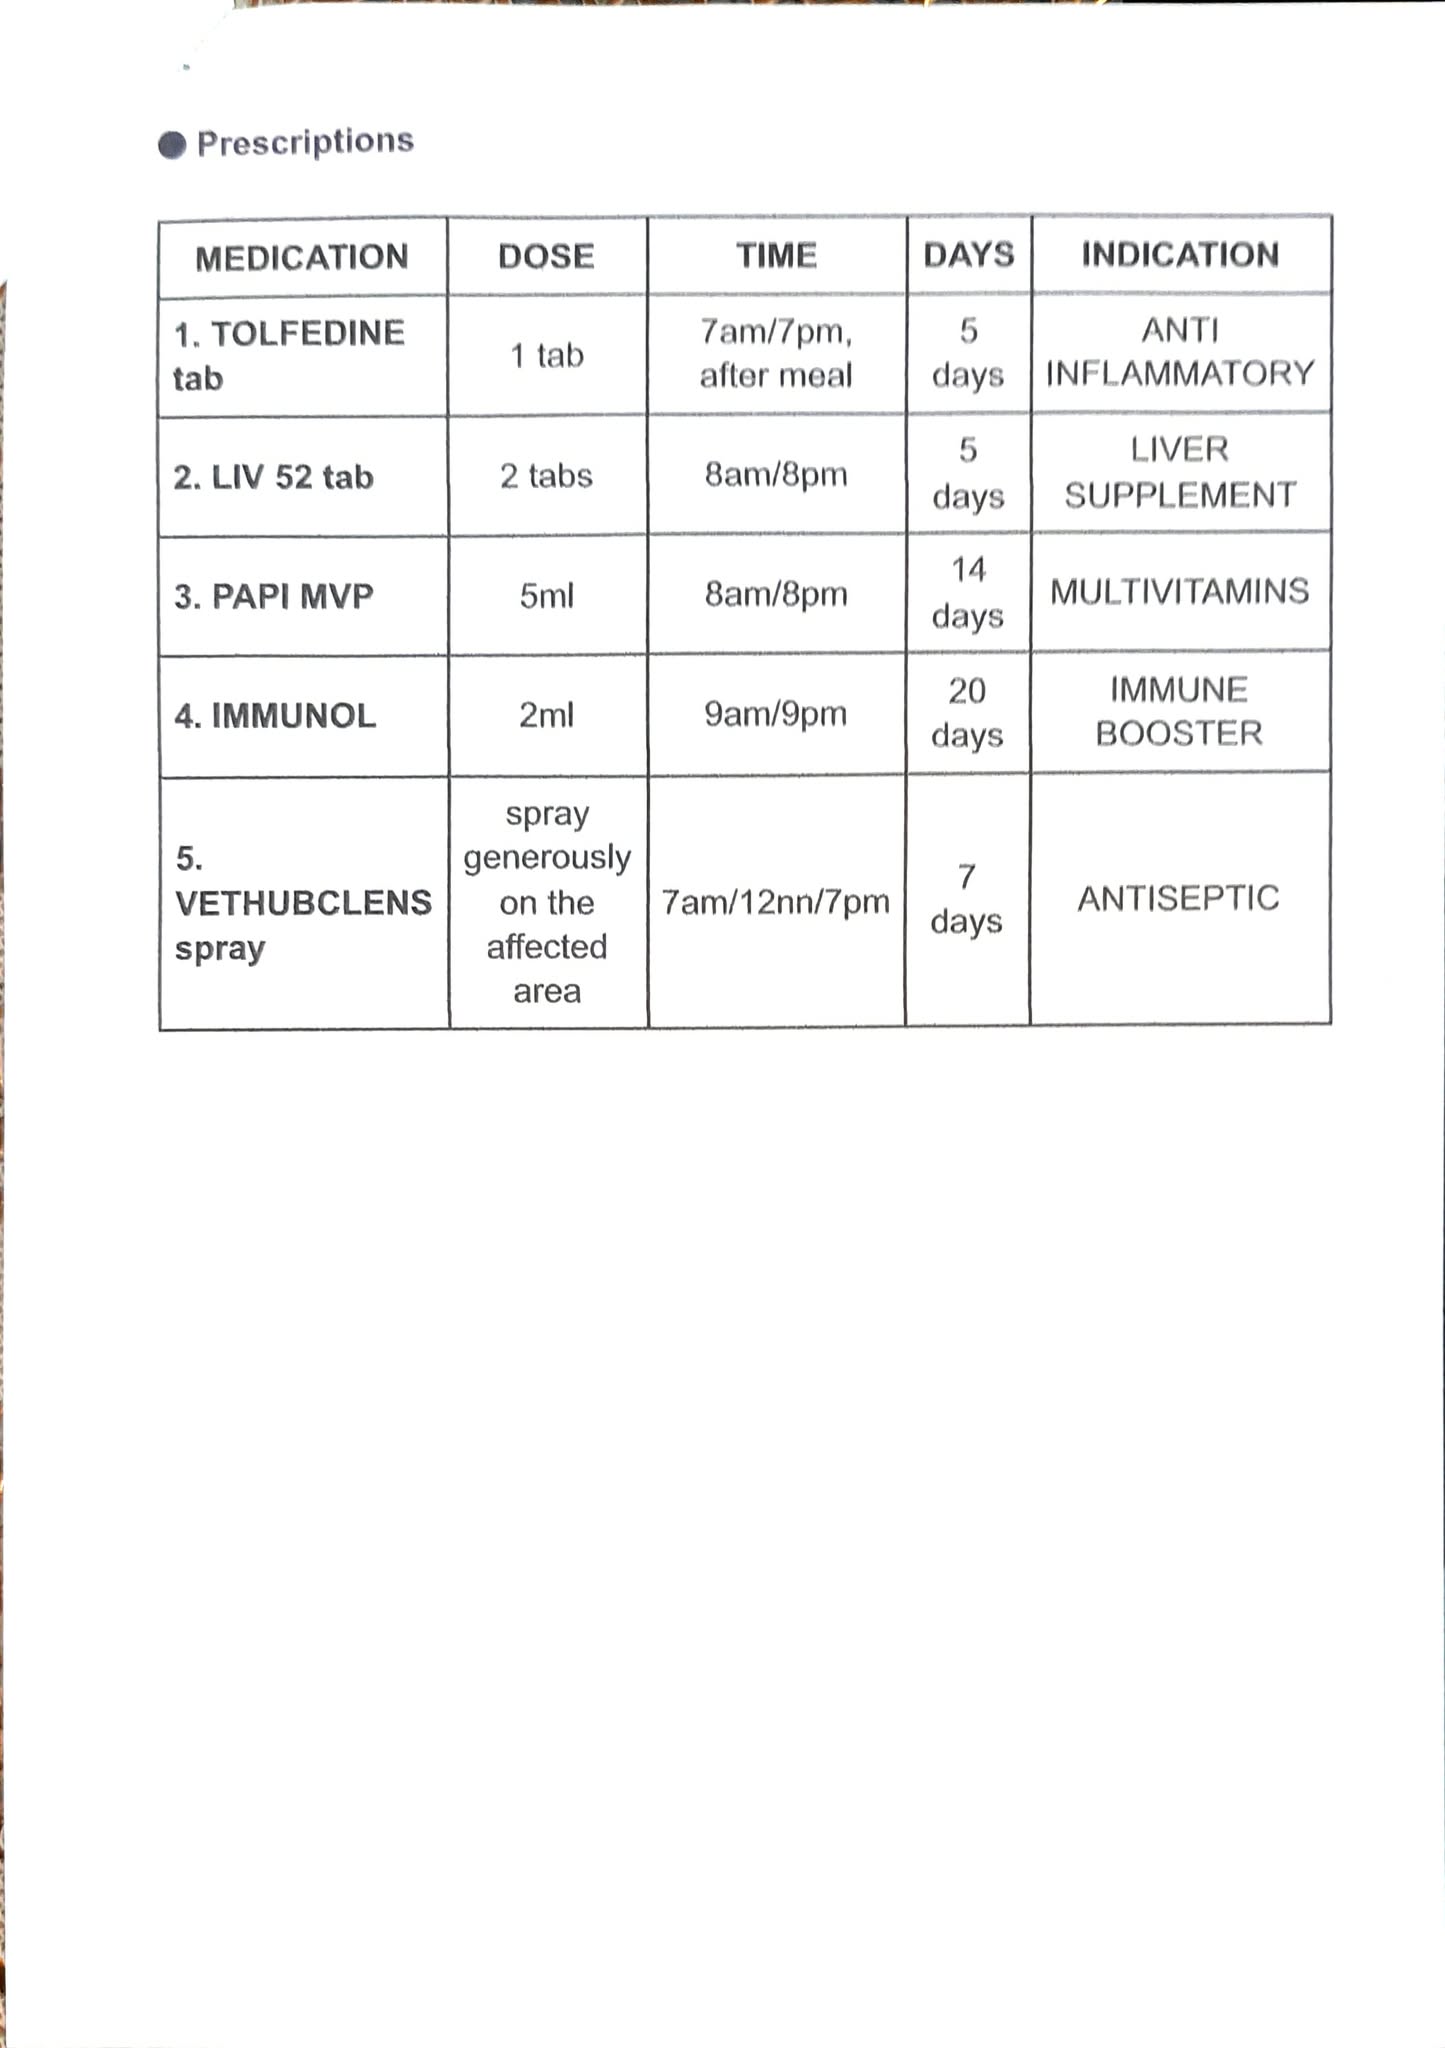 ● Prescriptions
MEDICATION DOSE TIME DAYS INDICATION
1. TOLFEDINE
tab
1 tab
7am/7pm,
after meal
5
days
ANTI
INFLAMMATORY
2. LIV 52 tab
2 tabs
8am/8pm
5
days
LIVER
SUPPLEMENT
3. PAPI MVP
5ml
8am/8pm
14
days
MULTIVITAMINS
4. IMMUNOL
2ml
9am/9pm
20
days
IMMUNE
BOOSTER
5.
VETHUBCLENS
spray
spray
generously
on the
affected
area
7am/12nn/7pm
7
days
ANTISEPTIC